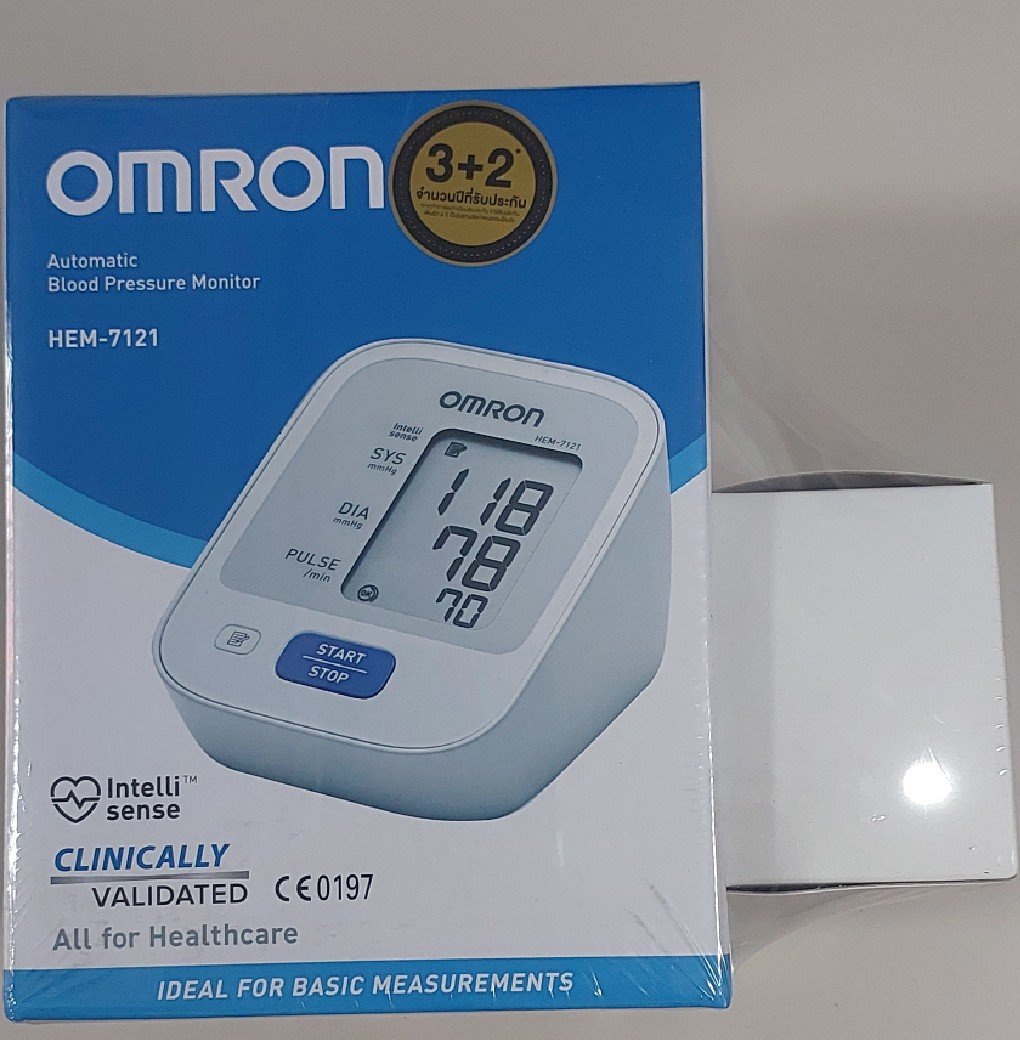 OMRON
3+2*
จำนวนปีที่รับประกัน
Automatic
Blood Pressure Monitor
HEM-7121
OMRON
HEM-7121
Intelli
sense
SYS
mmHg
118
DIA
mmHg
78
PULSE
/min
70
OK
START
STOP
Intelli™
sense
CLINICALLY
VALIDATED CE0197
All for Healthcare
IDEAL FOR BASIC MEASUREMENTS